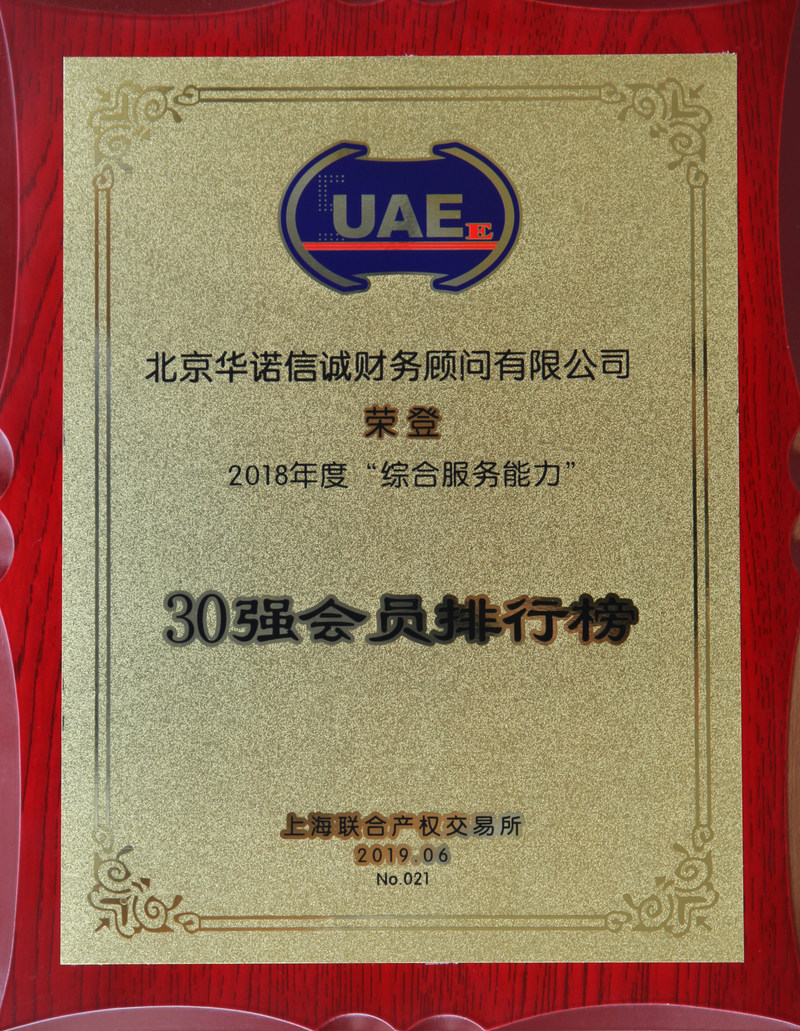 SUAEE
北京华诺信诚财务顾问有限公司
荣登
2018年度“综合服务能力”
30强会员排行榜
上海联合产权交易所
2019.06
No.021